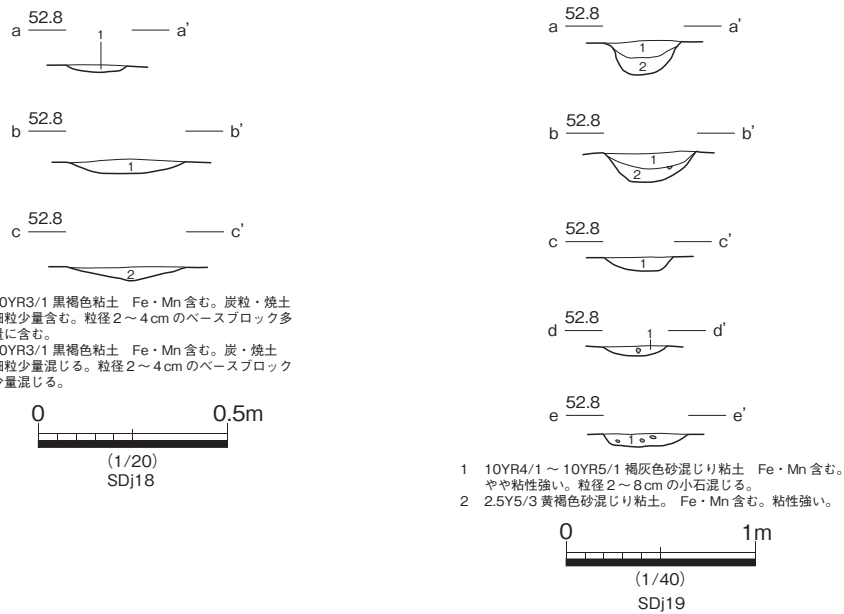 52.8
a a'
1
52.8
b b'
1
52.8
c c'
2
0YR3/1 黒褐色粘土 Fe・Mn 含む。炭粒・焼土
細粒少量含む。粒径2～4cm のベースブロック多
量に含む。
0YR3/1 黒褐色粘土 Fe・Mn 含む。炭・焼土
細粒少量混じる。粒径2～4cm のベースブロック
少量混じる。
0 0.5m
(1/20)
SDj18
52.8
a a'
1
2
52.8
b b'
1
2
52.8
c c'
1
52.8
d d'
1
52.8
e e'
1
1 10YR4/1 ～ 10YR5/1 褐灰色砂混じり粘土 Fe・Mn 含む。
やや粘性強い。粒径2～8cm の小石混じる。
2 2.5Y5/3 黄褐色砂混じり粘土。 Fe・Mn 含む。粘性強い。
0 1m
(1/40)
SDj19